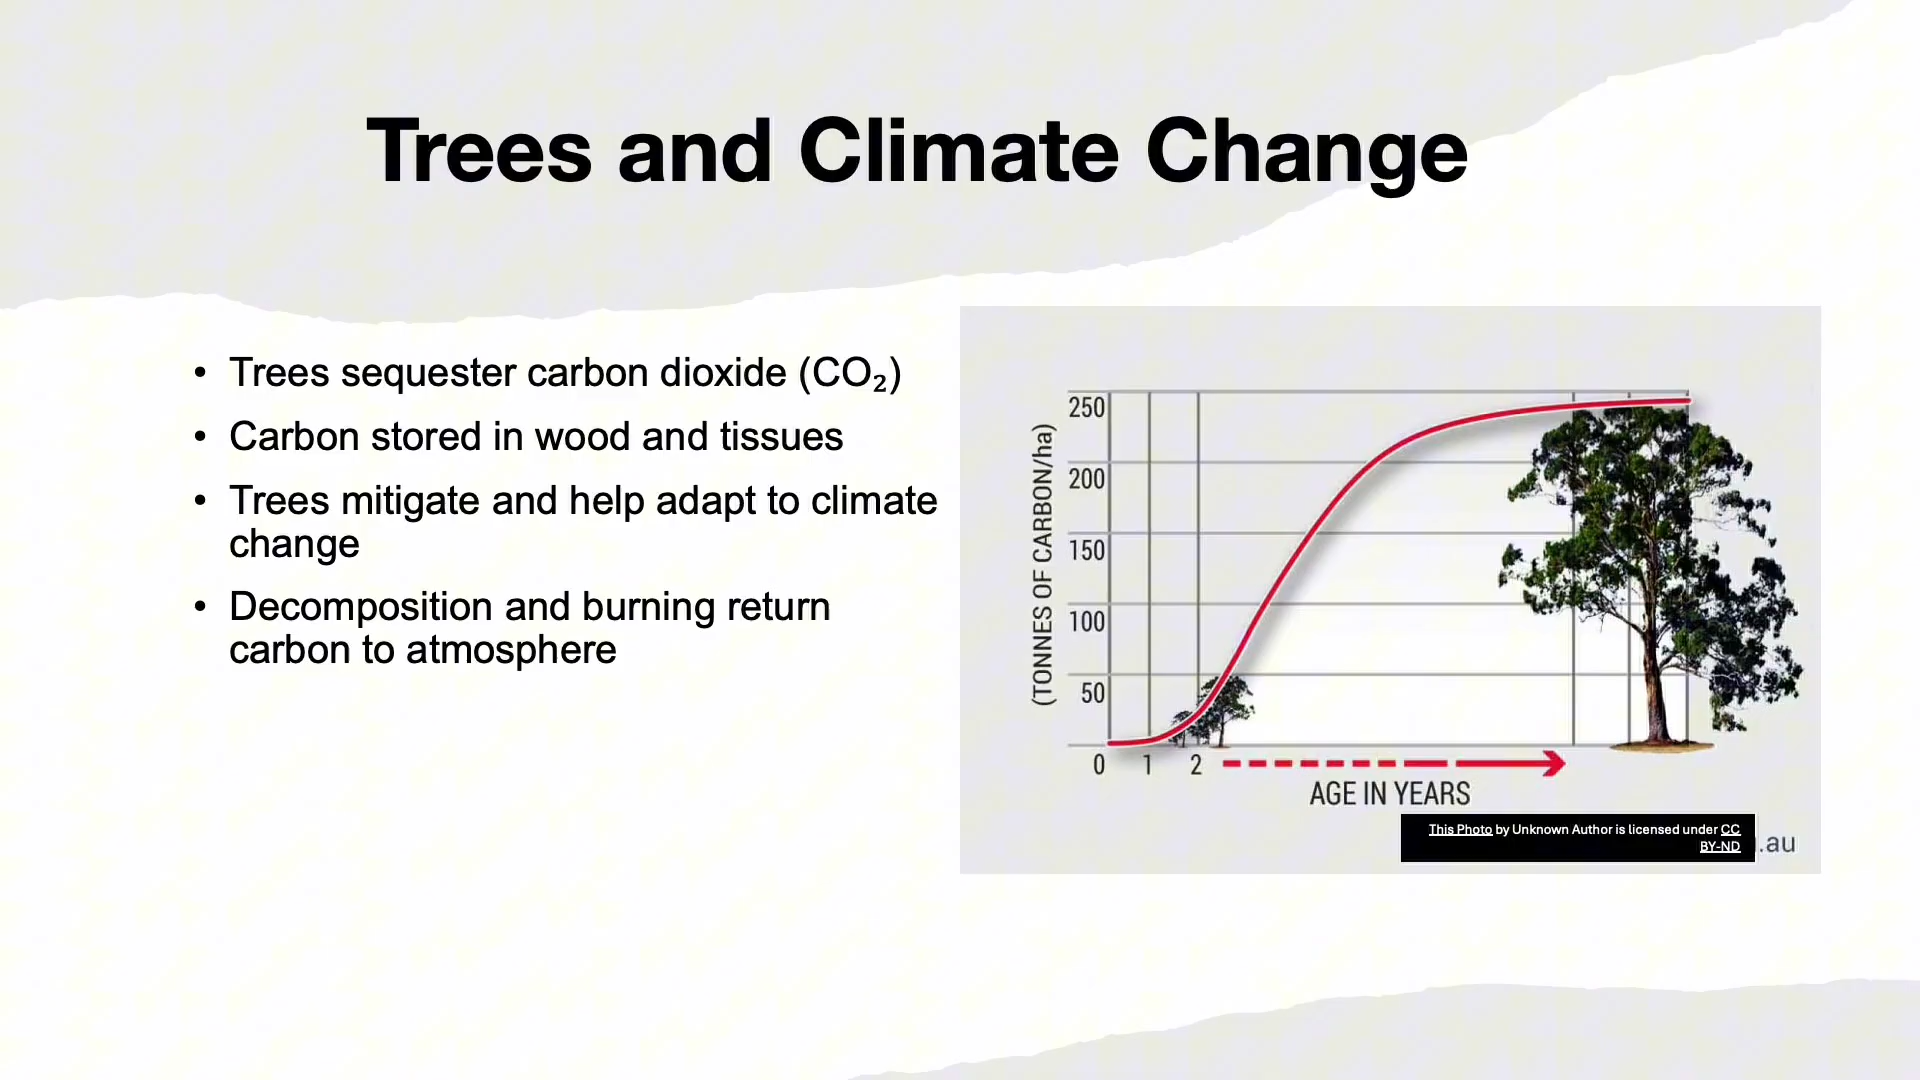 Trees and Climate Change
• Trees sequester carbon dioxide (CO₂)
• Carbon stored in wood and tissues
• Trees mitigate and help adapt to climate
change
• Decomposition and burning return
carbon to atmosphere
(TONNES OF CARBON/ha)
250
200
150
100
50
0 1 2
AGE IN YEARS
This Photo by Unknown Author is licensed under CC
BY-ND
.au